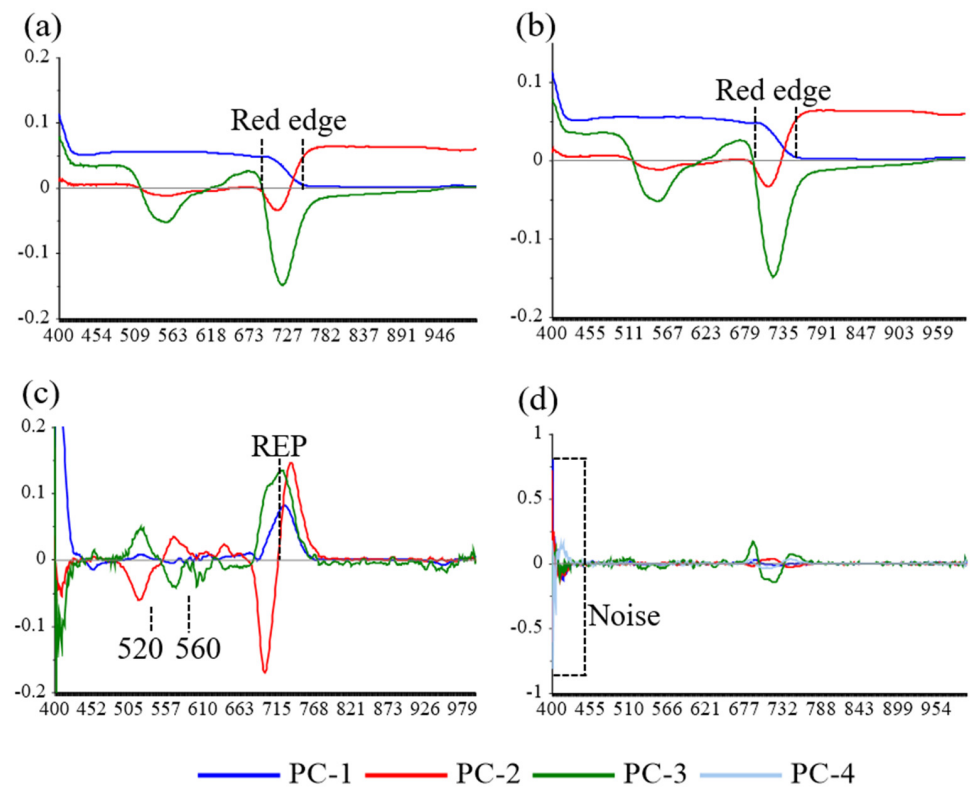 (a)
0.2
0.1
0
-0.1
-0.2
Red edge
400 454 509 563 618 673 727 782 837 891 946
(b)
0.1
0
-0.1
-0.2
Red edge
400 455 511 567 623 679 735 791 847 903 959
(c)
0.2
0.1
0
-0.1
-0.2
REP
520 560
400 452 505 557 610 663 715 768 821 873 926 979
(d)
1
0.5
0
-0.5
-1
Noise
400 455 510 566 621 677 732 788 843 899 954
PC-1 PC-2 PC-3 PC-4